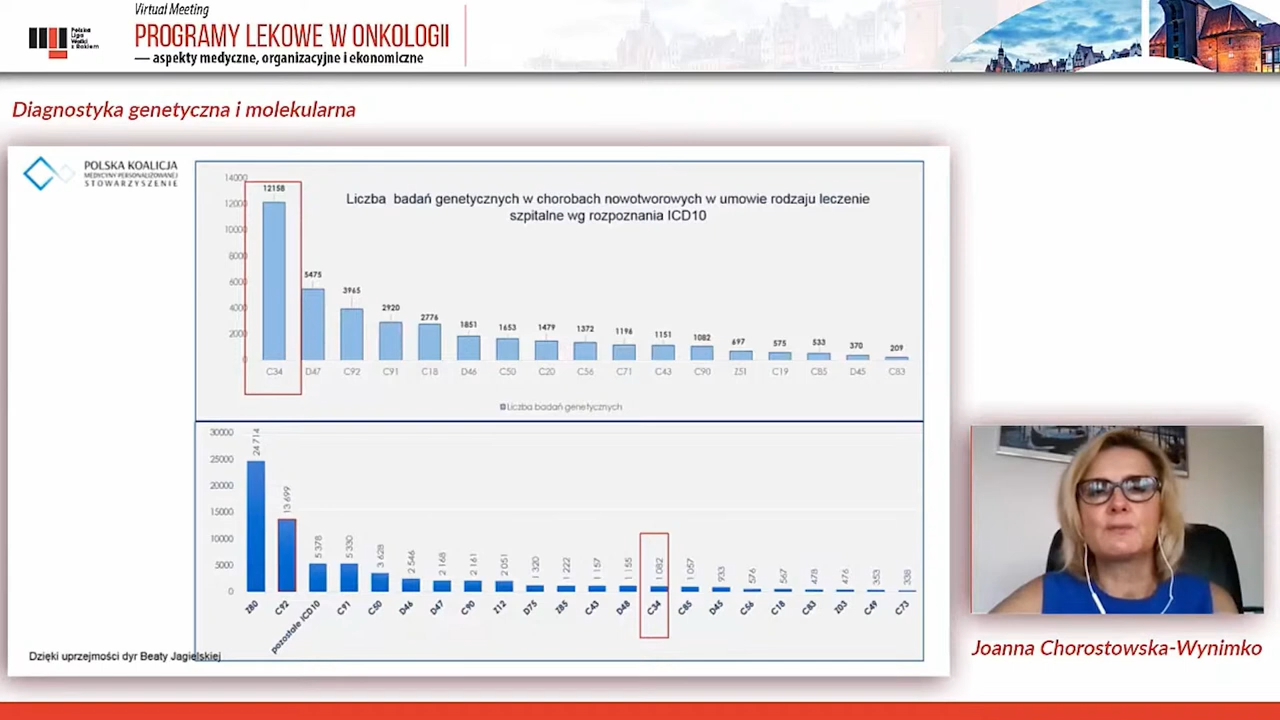 Virtual Meeting
PROGRAMY LEKOWE W ONKOLOGII
— aspekty medyczne, organizacyjne i ekonomiczne
Polska
Liga
Walki
z Rakiem
Diagnostyka genetyczna i molekularna
POLSKA KOALICJA
MEDYCYNY PERSONALIZOWANEJ
STOWARZYSZENIE
Liczba badań genetycznych w chorobach nowotworowych w umowie rodzaju leczenie
szpitalne wg rozpoznania ICD10
14000
12000
10000
8000
6000
4000
2000
0
12158 5475 3965 2920 2776 1851 1653 1479 1372 1196 1151 1082 697 575 533 370 209
C34 D47 C92 C91 C18 D46 C50 C20 C56 C71 C43 C90 Z51 C19 C85 D45 C83
Liczba badań genetycznych
30000
25000
20000
15000
10000
5000
0
24 714 13 699 5 378 5 330 3 628 2 546 2 168 2 161 2 051 1 320 1 222 1 157 1 155 1 082 1 057 933 576 567 478 476 353 338
Z80 C92 pozostałe ICD10 C91 C50 D46 D47 C90 Z12 D75 Z85 C43 D48 C34 C85 D45 C56 C18 C83 Z03 C49 C73
Dzięki uprzejmości dyr Beaty Jagielskiej
Joanna Chorostowska-Wynimko